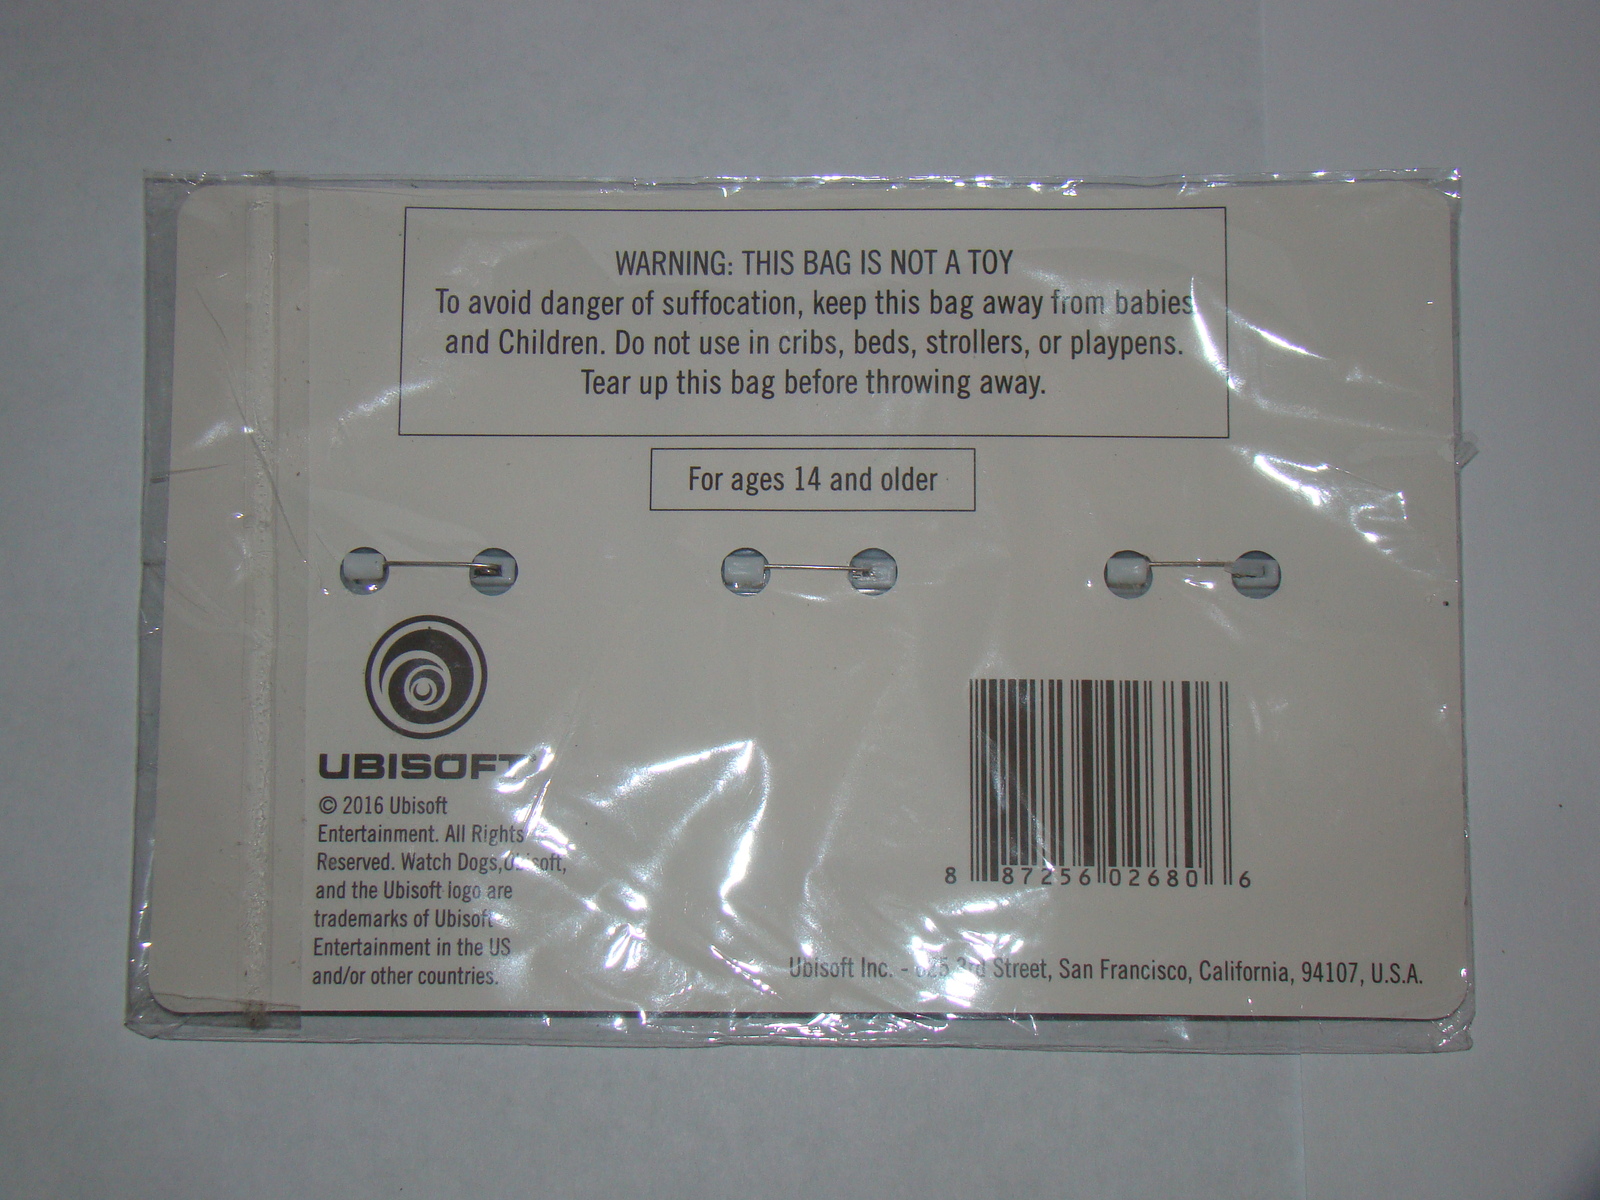 WARNING: THIS BAG IS NOT A TOY
To avoid danger of suffocation, keep this bag away from babies
and Children. Do not use in cribs, beds, strollers, or playpens.
Tear up this bag before throwing away.
For ages 14 and older
UBISOFT
© 2016 Ubisoft
Entertainment. All Rights
Reserved. Watch Dogs, Ubisoft,
and the Ubisoft logo are
trademarks of Ubisoft
Entertainment in the US
and/or other countries.
8 87256 02680 6
Ubisoft Inc. - 3rd Street, San Francisco, California, 94107, U.S.A.